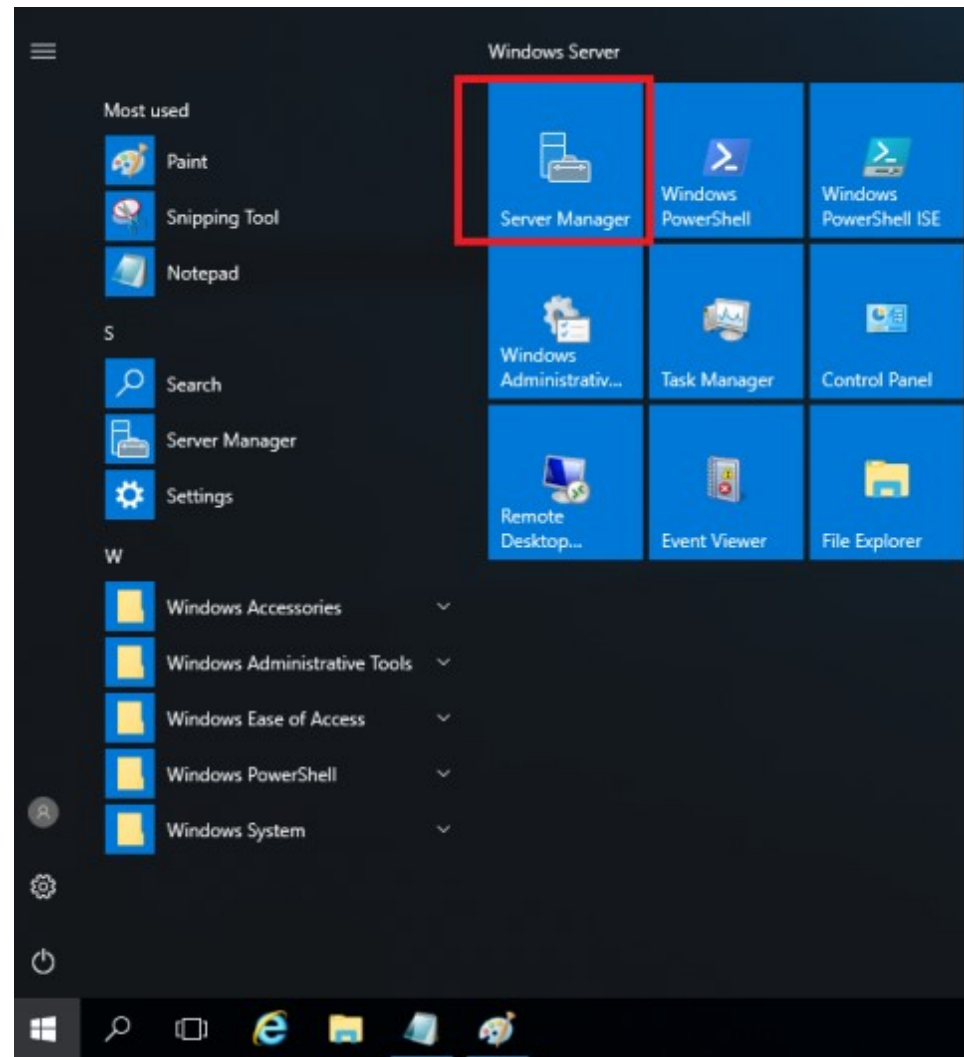 Windows Server
Most used
Paint
Snipping Tool
Notepad
S
Search
Server Manager
Settings
W
Windows Accessories
Windows Administrative Tools
Windows Ease of Access
Windows PowerShell
Windows System
Server Manager
Windows
PowerShell
Windows
PowerShell ISE
Windows
Administrativ...
Task Manager
Control Panel
Remote
Desktop...
Event Viewer
File Explorer